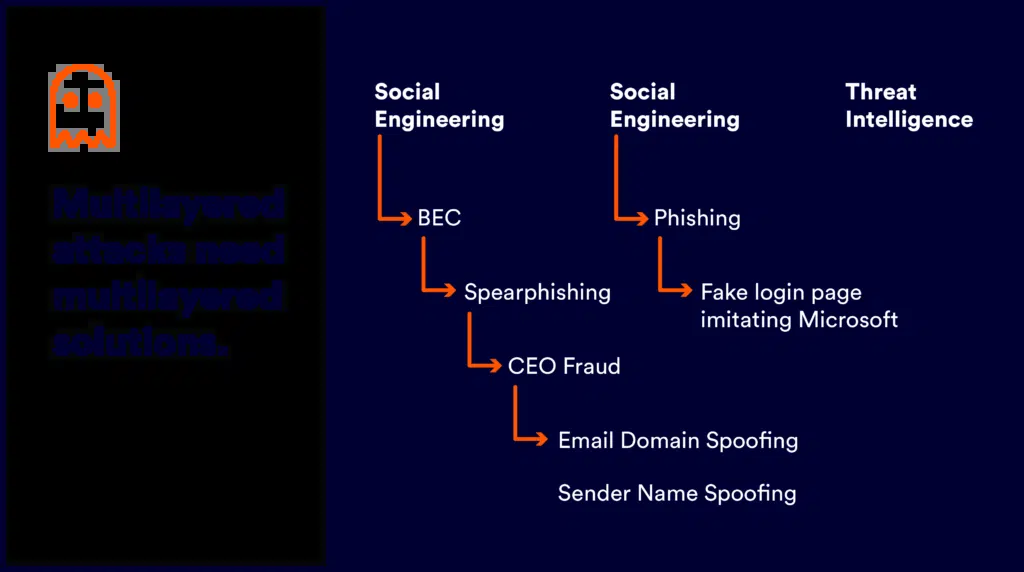 Multilayered
attacks need
multilayered
solutions.
Social
Engineering
BEC
Spearphishing
CEO Fraud
Email Domain Spoofing
Sender Name Spoofing
Social
Engineering
Phishing
Fake login page
imitating Microsoft
Threat
Intelligence